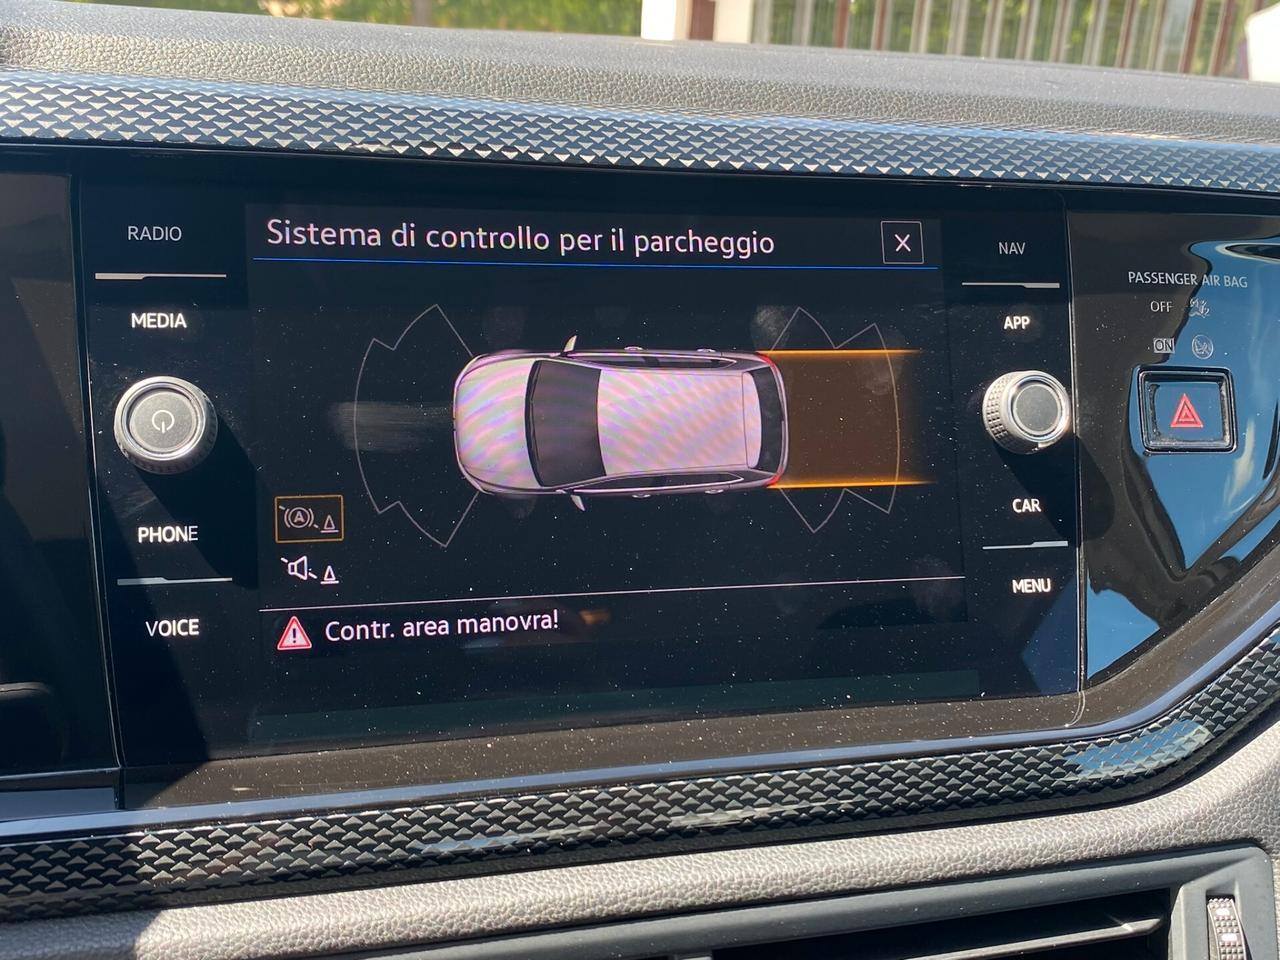 RADIO
MEDIA
PHONE
VOICE
Sistema di controllo per il parcheggio
X
A
Contr. area manovra!
NAV
APP
CAR
MENU
PASSENGER AIR BAG
OFF
ON